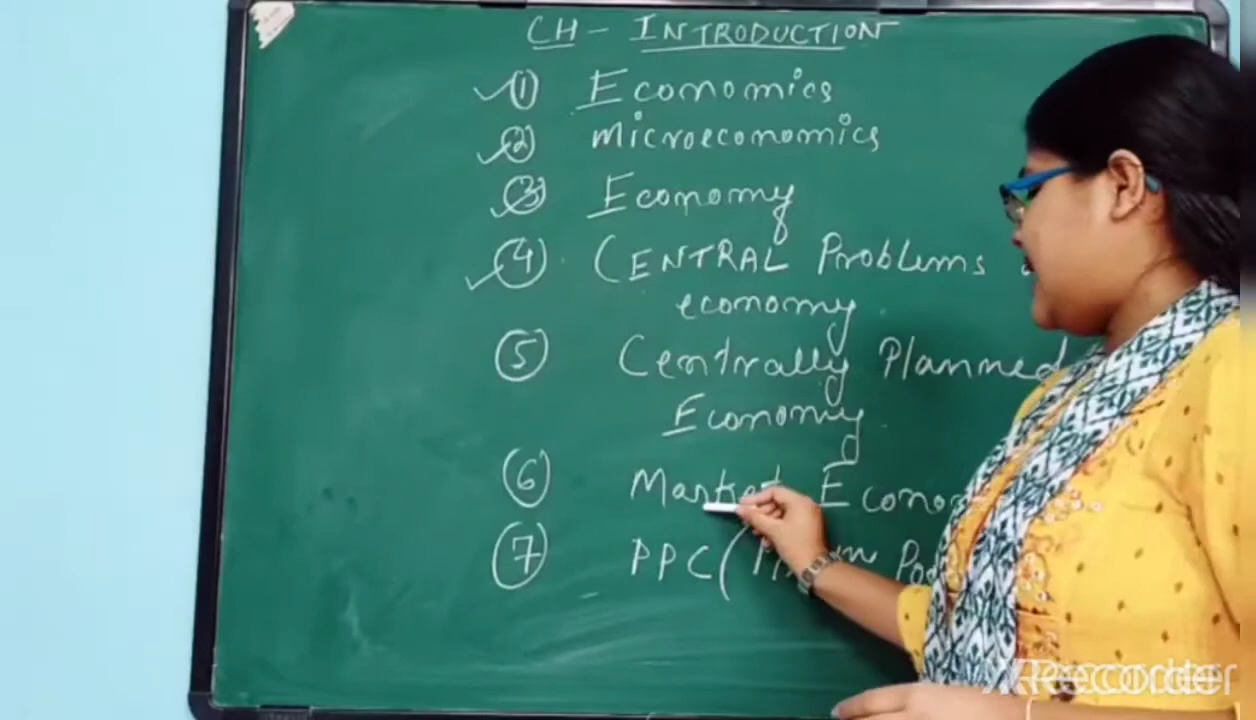 CH - INTRODUCTION
① Economics
② microeconomics
③ Economy
④ CENTRAL Problems
economy
⑤ Centrally Planned
Economy
⑥ Market
⑦ PPC (
XRecorder